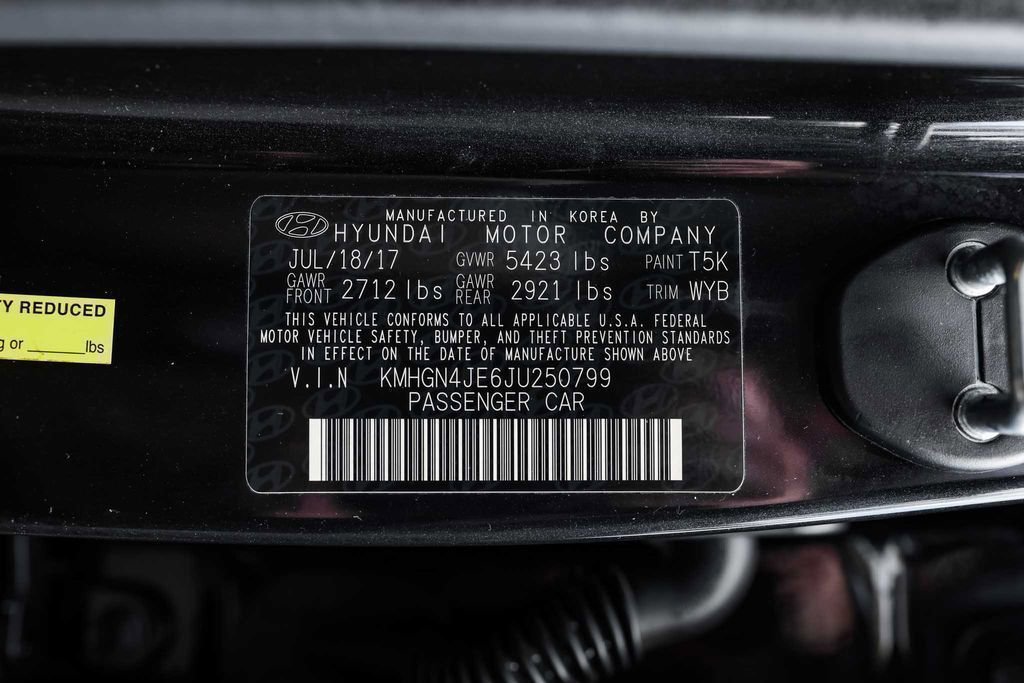 MANUFACTURED IN KOREA BY
HYUNDAI MOTOR COMPANY
JUL/18/17 GVWR 5423 lbs PAINT T5K
GAWR FRONT 2712 lbs GAWR REAR 2921 lbs TRIM WYB
THIS VEHICLE CONFORMS TO ALL APPLICABLE U.S.A. FEDERAL
MOTOR VEHICLE SAFETY, BUMPER, AND THEFT PREVENTION STANDARDS
IN EFFECT ON THE DATE OF MANUFACTURE SHOWN ABOVE
V.I.N KMHGN4JE6JU250799
PASSENGER CAR
TY REDUCED
g or ______lbs